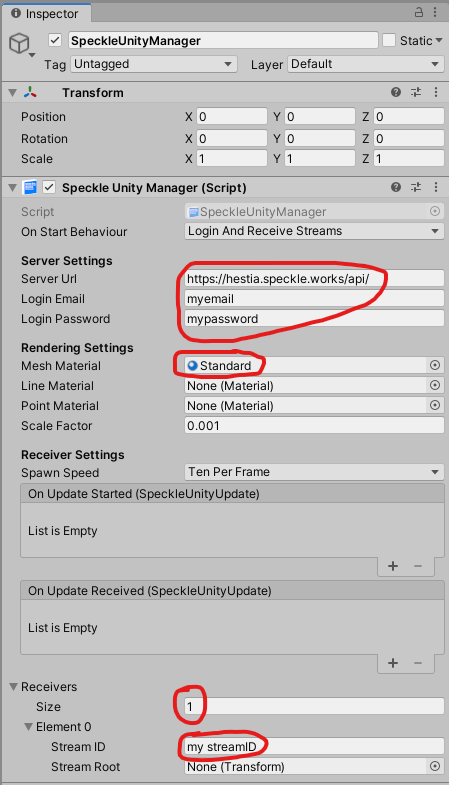 Inspector
SpeckleUnityManager Static
Tag Untagged Layer Default
Transform
Position X 0 Y 0 Z 0
Rotation X 0 Y 0 Z 0
Scale X 1 Y 1 Z 1
Speckle Unity Manager (Script)
Script SpeckleUnityManager
On Start Behaviour Login And Receive Streams
Server Settings
Server Url https://hestia.speckle.works/api/
Login Email myemail
Login Password mypassword
Rendering Settings
Mesh Material Standard
Line Material None (Material)
Point Material None (Material)
Scale Factor 0.001
Receiver Settings
Spawn Speed Ten Per Frame
On Update Started (SpeckleUnityUpdate)
List is Empty
+ −
On Update Received (SpeckleUnityUpdate)
List is Empty
+ −
Receivers
Size 1
Element 0
Stream ID my streamID
Stream Root None (Transform)